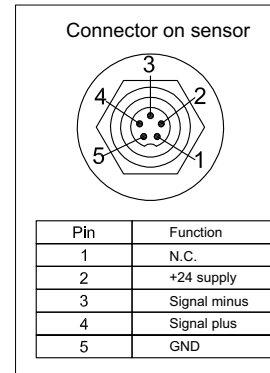 Connector on sensor
3
4 2
5 1
Pin Function
1 N.C.
2 +24 supply
3 Signal minus
4 Signal plus
5 GND